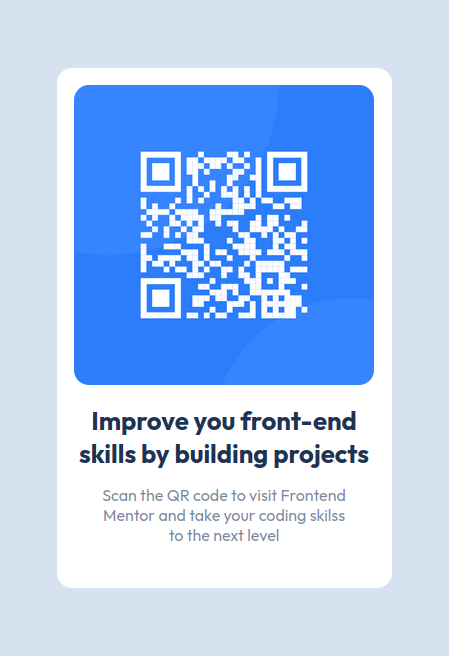 Improve you front-end
skills by building projects
Scan the QR code to visit Frontend
Mentor and take your coding skilss
to the next level